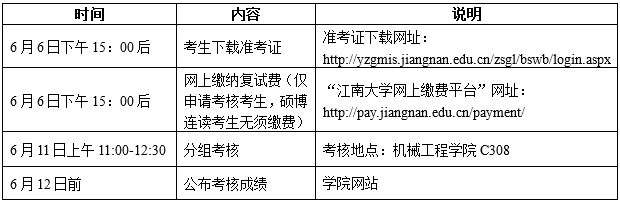 时间 内容 说明
6月6日下午15：00后 考生下载准考证 准考证下载网址：
http://yzgmis.jiangnan.edu.cn/zsgl/bswb/login.aspx
6月6日下午15：00后 网上缴纳复试费（仅
申请考核考生，硕博
连读考生无须缴费） “江南大学网上缴费平台”网址：
http://pay.jiangnan.edu.cn/payment/
6月11日上午11:00-12:30 分组考核 考核地点：机械工程学院C308
6月12日前 公布考核成绩 学院网站